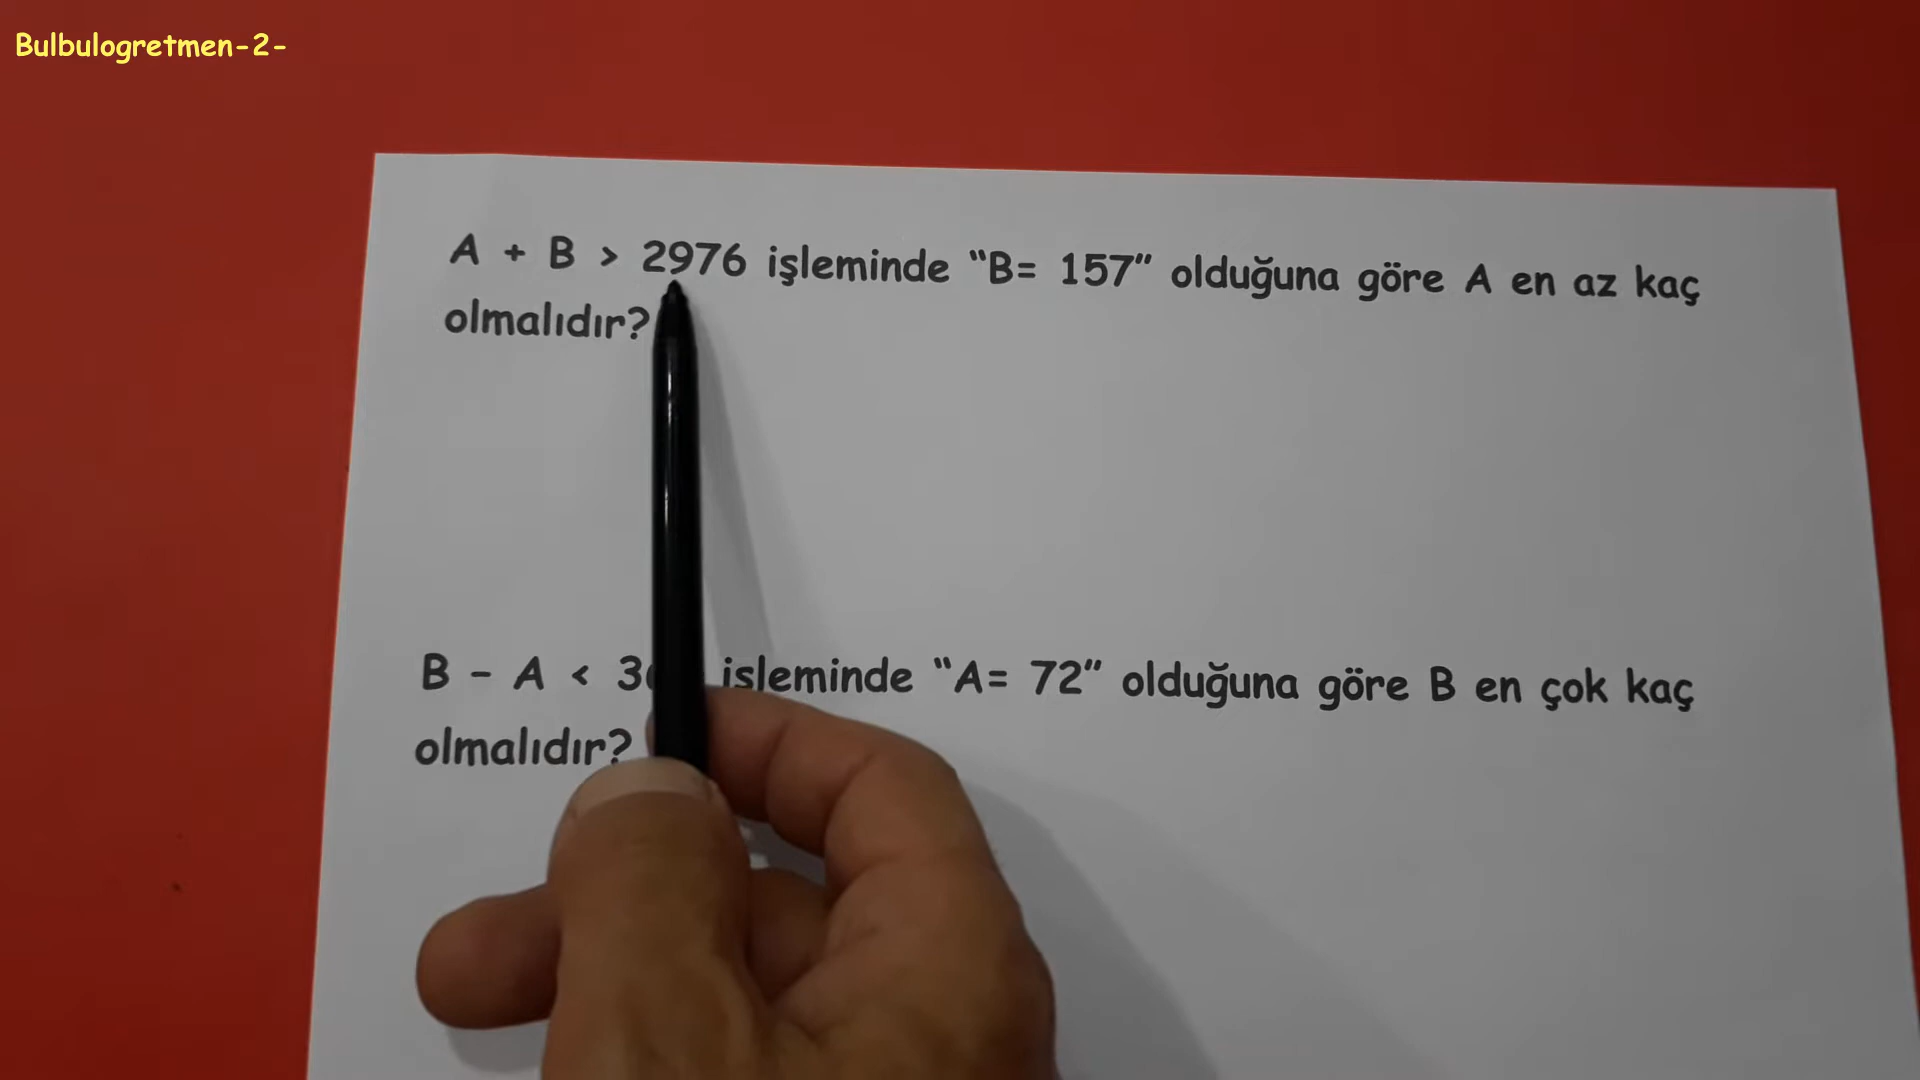 Bulbulogretmen-2-
A + B > 2976 işleminde “B= 157” olduğuna göre A en az kaç
olmalıdır?
B - A < işleminde “A= 72” olduğuna göre B en çok kaç
olmalıdır?